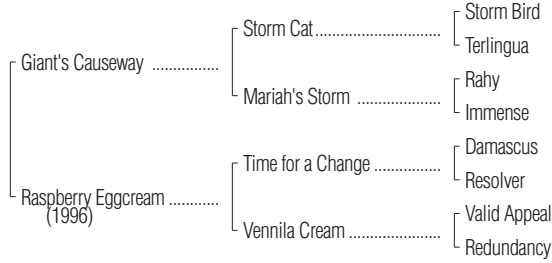 Storm Bird
Storm Cat ........................
Terlingua
Giant's Causeway ................
Rahy
Mariah's Storm .....................
Immense
Damascus
Time for a Change .................
Resolver
Raspberry Eggcream ............
(1996)
Valid Appeal
Vennila Cream .......................
Redundancy